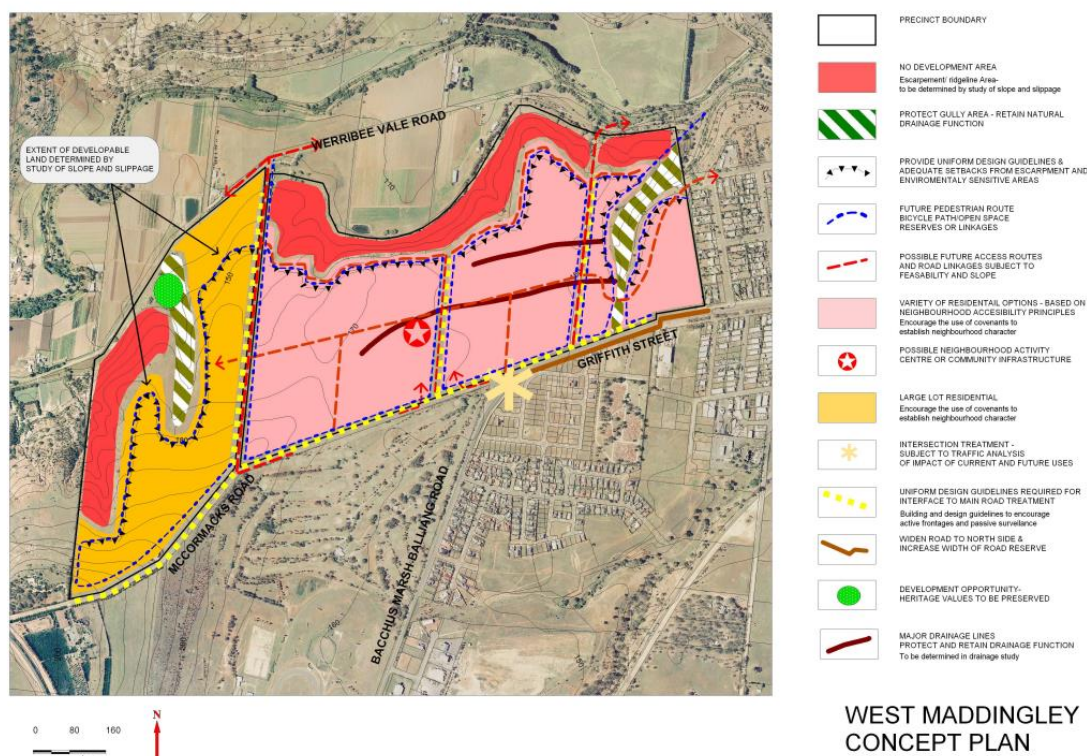 EXTENT OF DEVELOPABLE
LAND DETERMINED BY
STUDY OF SLOPE AND SLIPPAGE
WERRIBEE VALE ROAD
GRIFFITH STREET
MCCORMACKS ROAD
BACCHUS MARSH BALLIANG ROAD
130
170
150
170
160
160
0 80 160
N
PRECINCT BOUNDARY
NO DEVELOPMENT AREA
Escarpement/ ridgeline Area-
to be determined by study of slope and slippage
PROTECT GULLY AREA - RETAIN NATURAL
DRAINAGE FUNCTION
PROVIDE UNIFORM DESIGN GUIDELINES &
ADEQUATE SETBACKS FROM ESCARPMENT AND
ENVIROMENTALY SENSITIVE AREAS
FUTURE PEDESTRIAN ROUTE
BICYCLE PATH/OPEN SPACE
RESERVES OR LINKAGES
POSSIBLE FUTURE ACCESS ROUTES
AND ROAD LINKAGES SUBJECT TO
FEASABILITY AND SLOPE
VARIETY OF RESIDENTAIL OPTIONS - BASED ON
NEIGHBOURHOOD ACCESIBILITY PRINCIPLES
Encourage the use of covenants to
establish neighbourhood character
POSSIBLE NEIGHBOURHOOD ACTIVITY
CENTRE OR COMMUNITY INFRASTRUCTURE
LARGE LOT RESIDENTIAL
Encourage the use of covenants to
establish neighbourhood character
INTERSECTION TREATMENT -
SUBJECT TO TRAFFIC ANALYSIS
OF IMPACT OF CURRENT AND FUTURE USES
UNIFORM DESIGN GUIDELINES REQUIRED FOR
INTERFACE TO MAIN ROAD TREATMENT
Building and design guidelines to encourage
active frontages and passive surveilance
WIDEN ROAD TO NORTH SIDE &
INCREASE WIDTH OF ROAD RESERVE
DEVELOPMENT OPPORTUNITY-
HERITAGE VALUES TO BE PRESERVED
MAJOR DRAINAGE LINES
PROTECT AND RETAIN DRAINAGE FUNCTION
To be determined in drainage study
WEST MADDINGLEY
CONCEPT PLAN